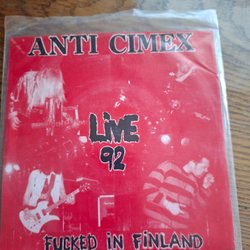 ANTI CIMEX
LiVE
92
FUCKED iN FiNLAND